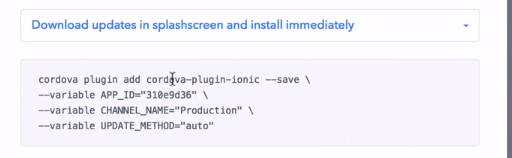 Download updates in splashscreen and install immediately
cordova plugin add cordova-plugin-ionic --save \
--variable APP_ID="310e9d36" \
--variable CHANNEL_NAME="Production" \
--variable UPDATE_METHOD="auto"